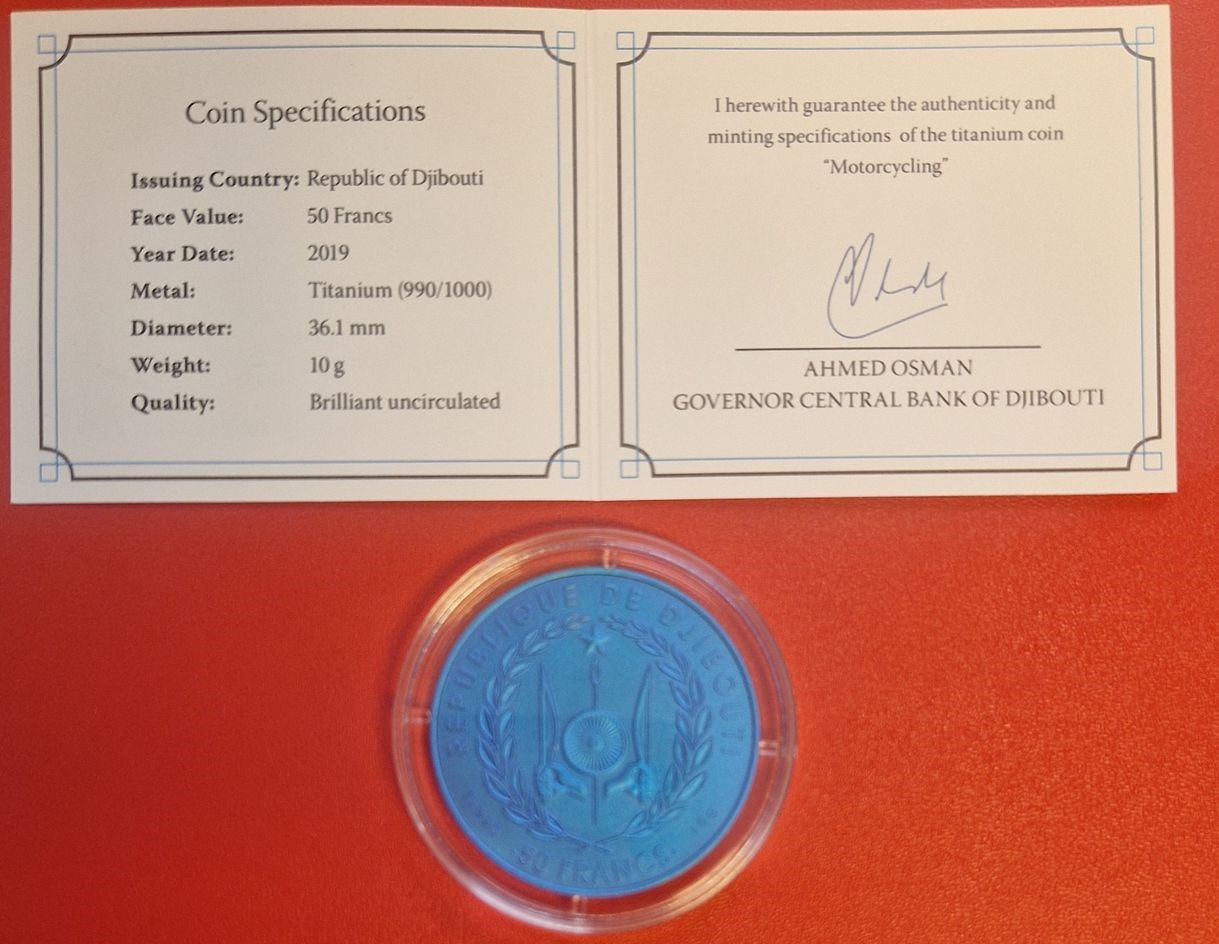 Coin Specifications
Issuing Country: Republic of Djibouti
Face Value: 50 Francs
Year Date: 2019
Metal: Titanium (990/1000)
Diameter: 36.1 mm
Weight: 10 g
Quality: Brilliant uncirculated
I herewith guarantee the authenticity and
minting specifications of the titanium coin
“Motorcycling”
AHMED OSMAN
GOVERNOR CENTRAL BANK OF DJIBOUTI
REPUBLIQUE DE DJIBOUTI
50 FRANCS